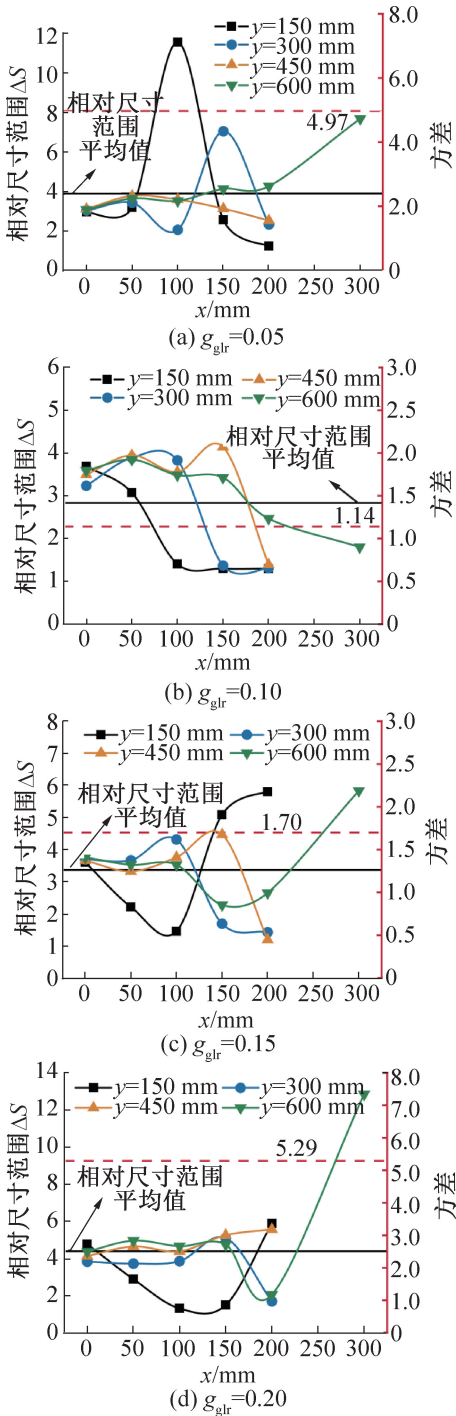 12
10
8
6
4
2
0
相对尺寸范围ΔS
8.0
6.0
4.0
2.0
0
方差
y=150 mm
y=300 mm
y=450 mm
y=600 mm
相对尺寸
范围
平均值
4.97
0 50 100 150 200 250 300
x/mm
(a) gglr=0.05
6
5
4
3
2
1
0
相对尺寸范围ΔS
3.0
2.5
2.0
1.5
1.0
0.5
0
方差
y=150 mm y=450 mm
y=300 mm y=600 mm
相对尺寸范围
平均值
1.14
0 50 100 150 200 250 300
x/mm
(b) gglr=0.10
8
7
6
5
4
3
2
1
0
相对尺寸范围ΔS
3.0
2.5
2.0
1.5
1.0
0.5
0
方差
y=150 mm y=300 mm
y=450 mm y=600 mm
相对尺寸范围
平均值
1.70
0 50 100 150 200 250 300
x/mm
(c) gglr=0.15
14
12
10
8
6
4
2
0
相对尺寸范围ΔS
8.0
7.0
6.0
5.0
4.0
3.0
2.0
1.0
0
方差
y=150 mm y=300 mm
y=450 mm y=600 mm
5.29
相对尺寸范围
平均值
0 50 100 150 200 250 300
x/mm
(d) gglr=0.20